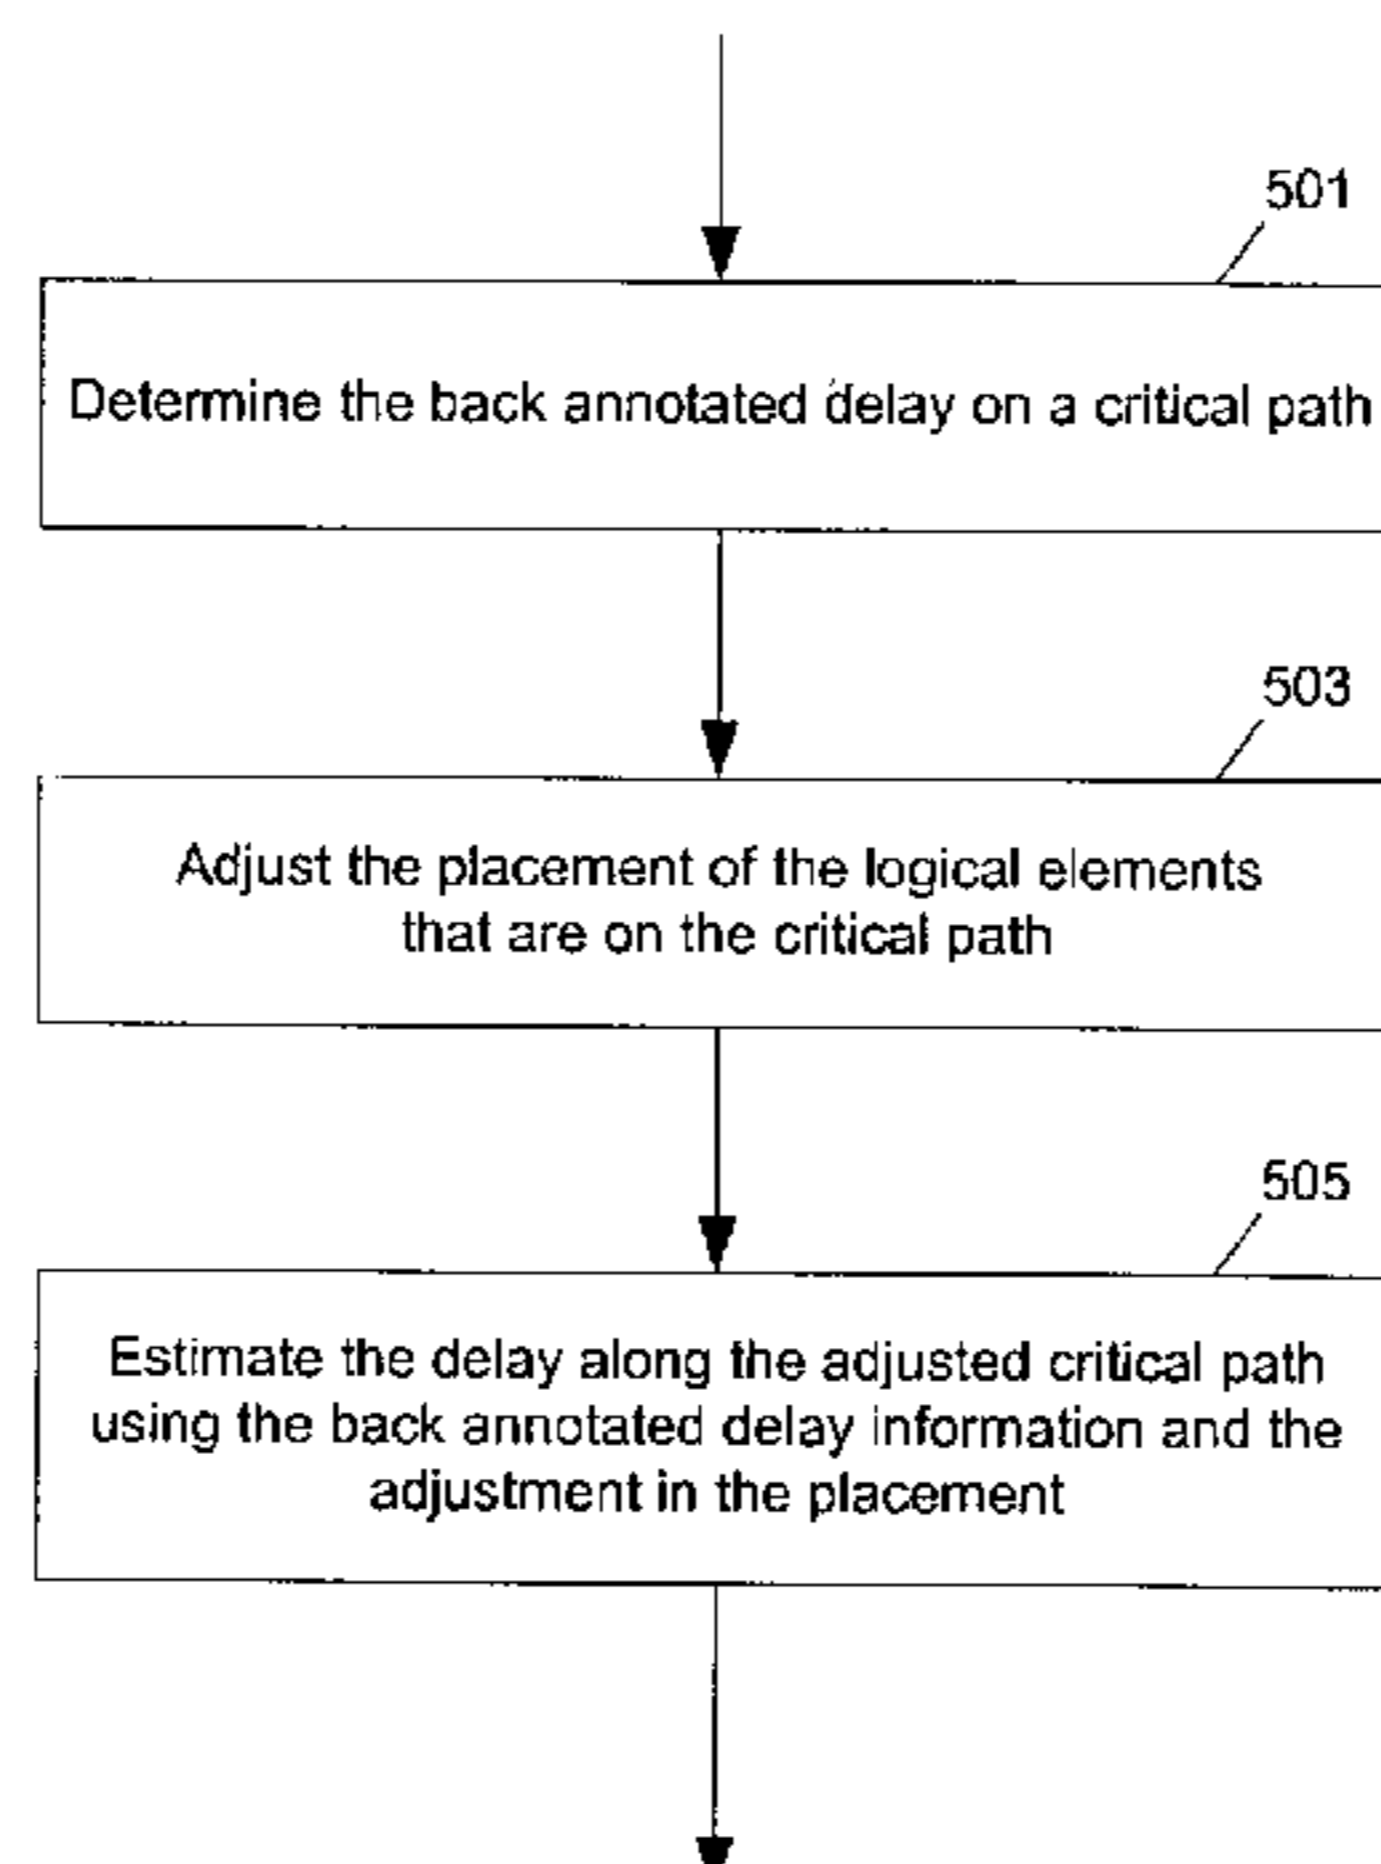 501
Determine the back annotated delay on a critical path
503
Adjust the placement of the logical elements
that are on the critical path
505
Estimate the delay along the adjusted critical path
using the back annotated delay information and the
adjustment in the placement